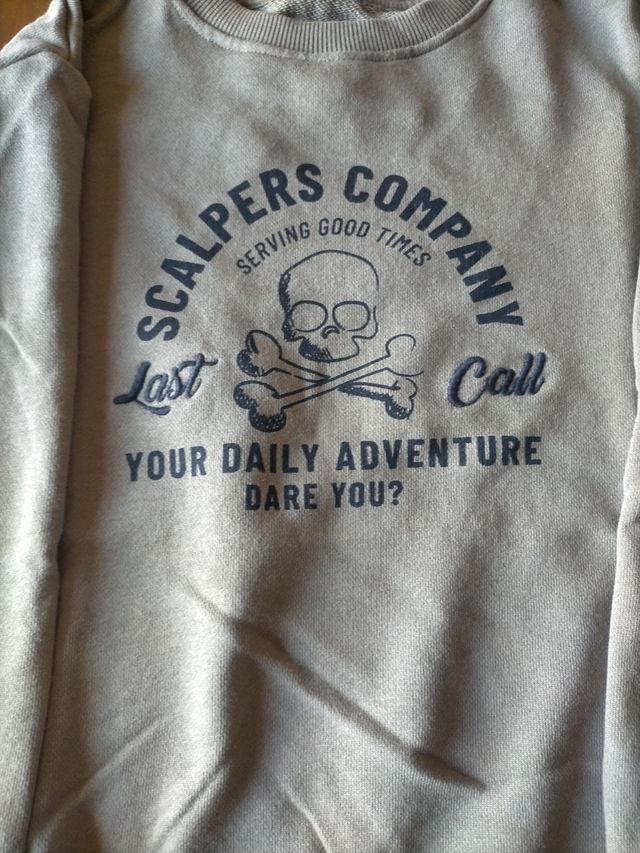 SCALPERS COMPANY
SERVING GOOD TIMES
Last Call
YOUR DAILY ADVENTURE
DARE YOU?